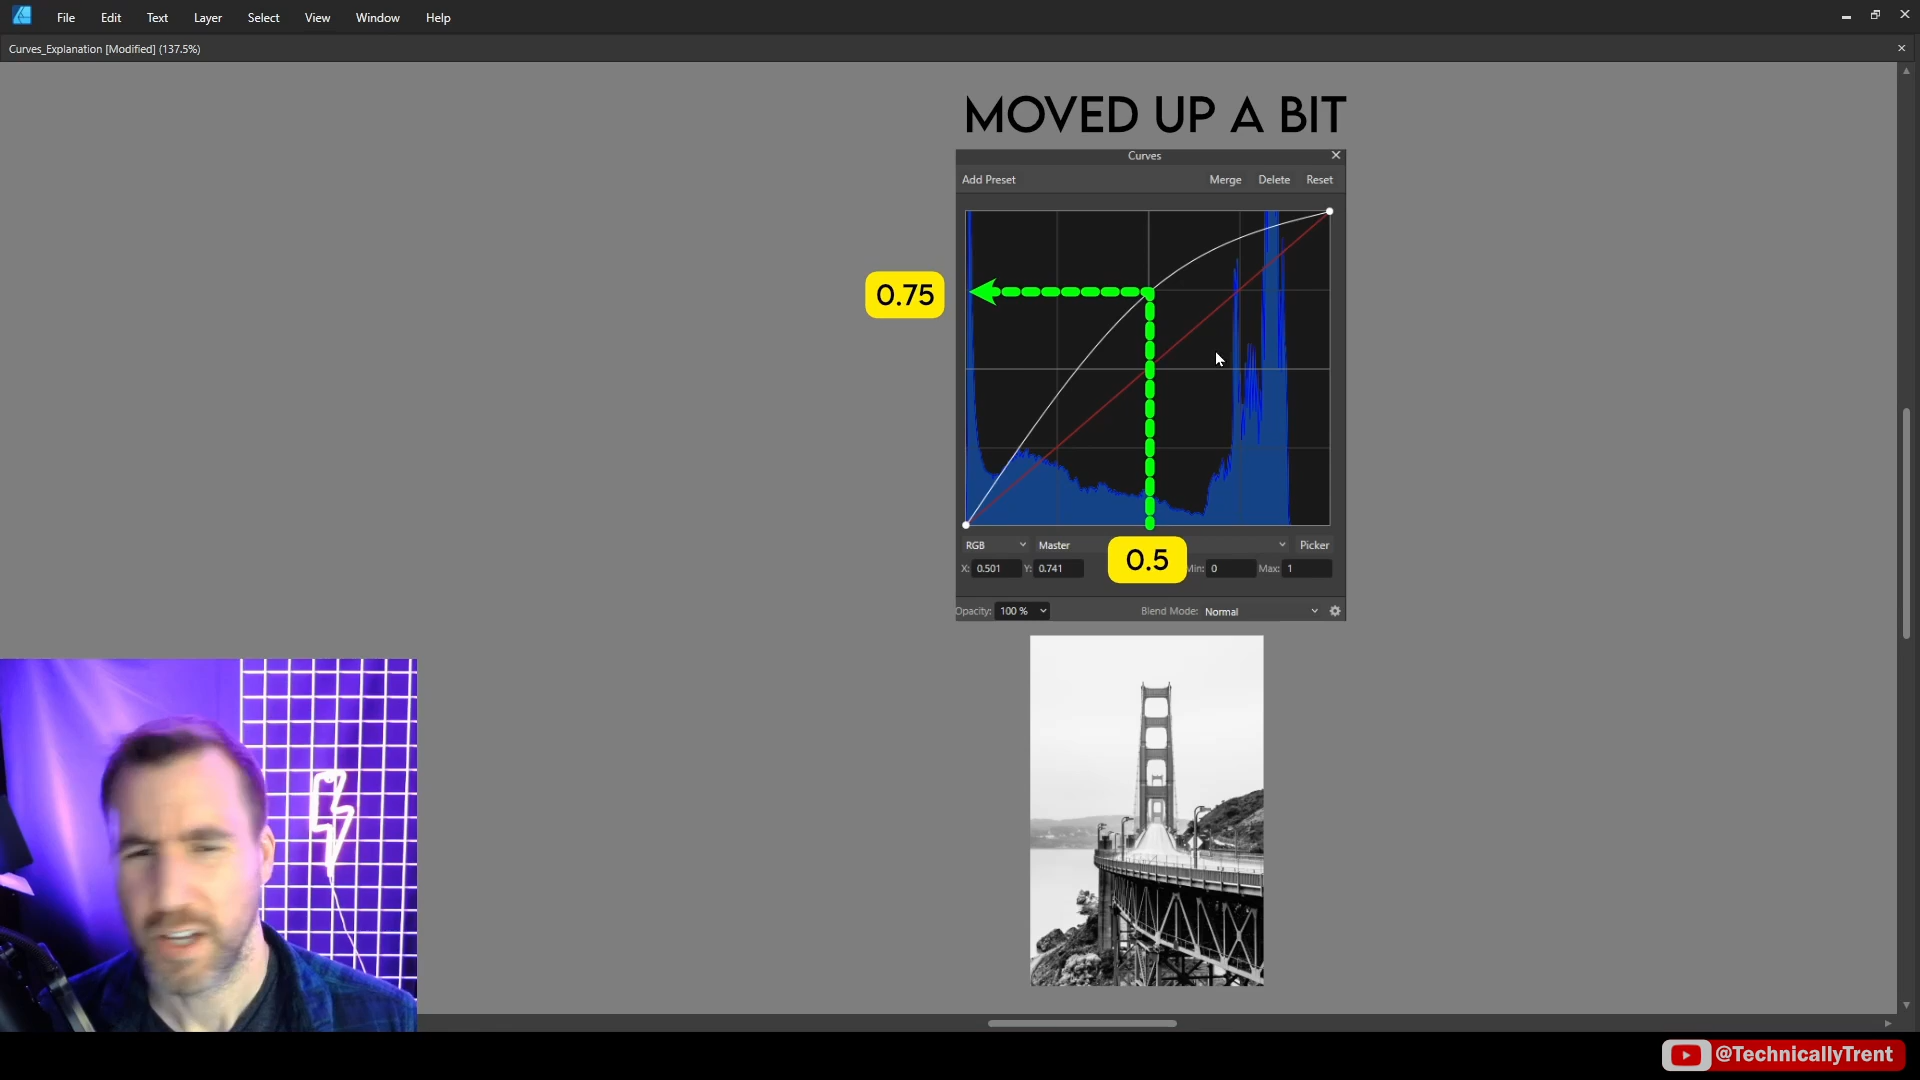 File Edit Text Layer Select View Window Help
Curves_Explanation [Modified] (137.5%)
MOVED UP A BIT
Curves
Add Preset Merge Delete Reset
0.75
RGB Master Picker
0.5
X: 0.501 Y: 0.741 Min: 0 Max: 1
Opacity: 100 % Blend Mode: Normal
@TechnicallyTrent